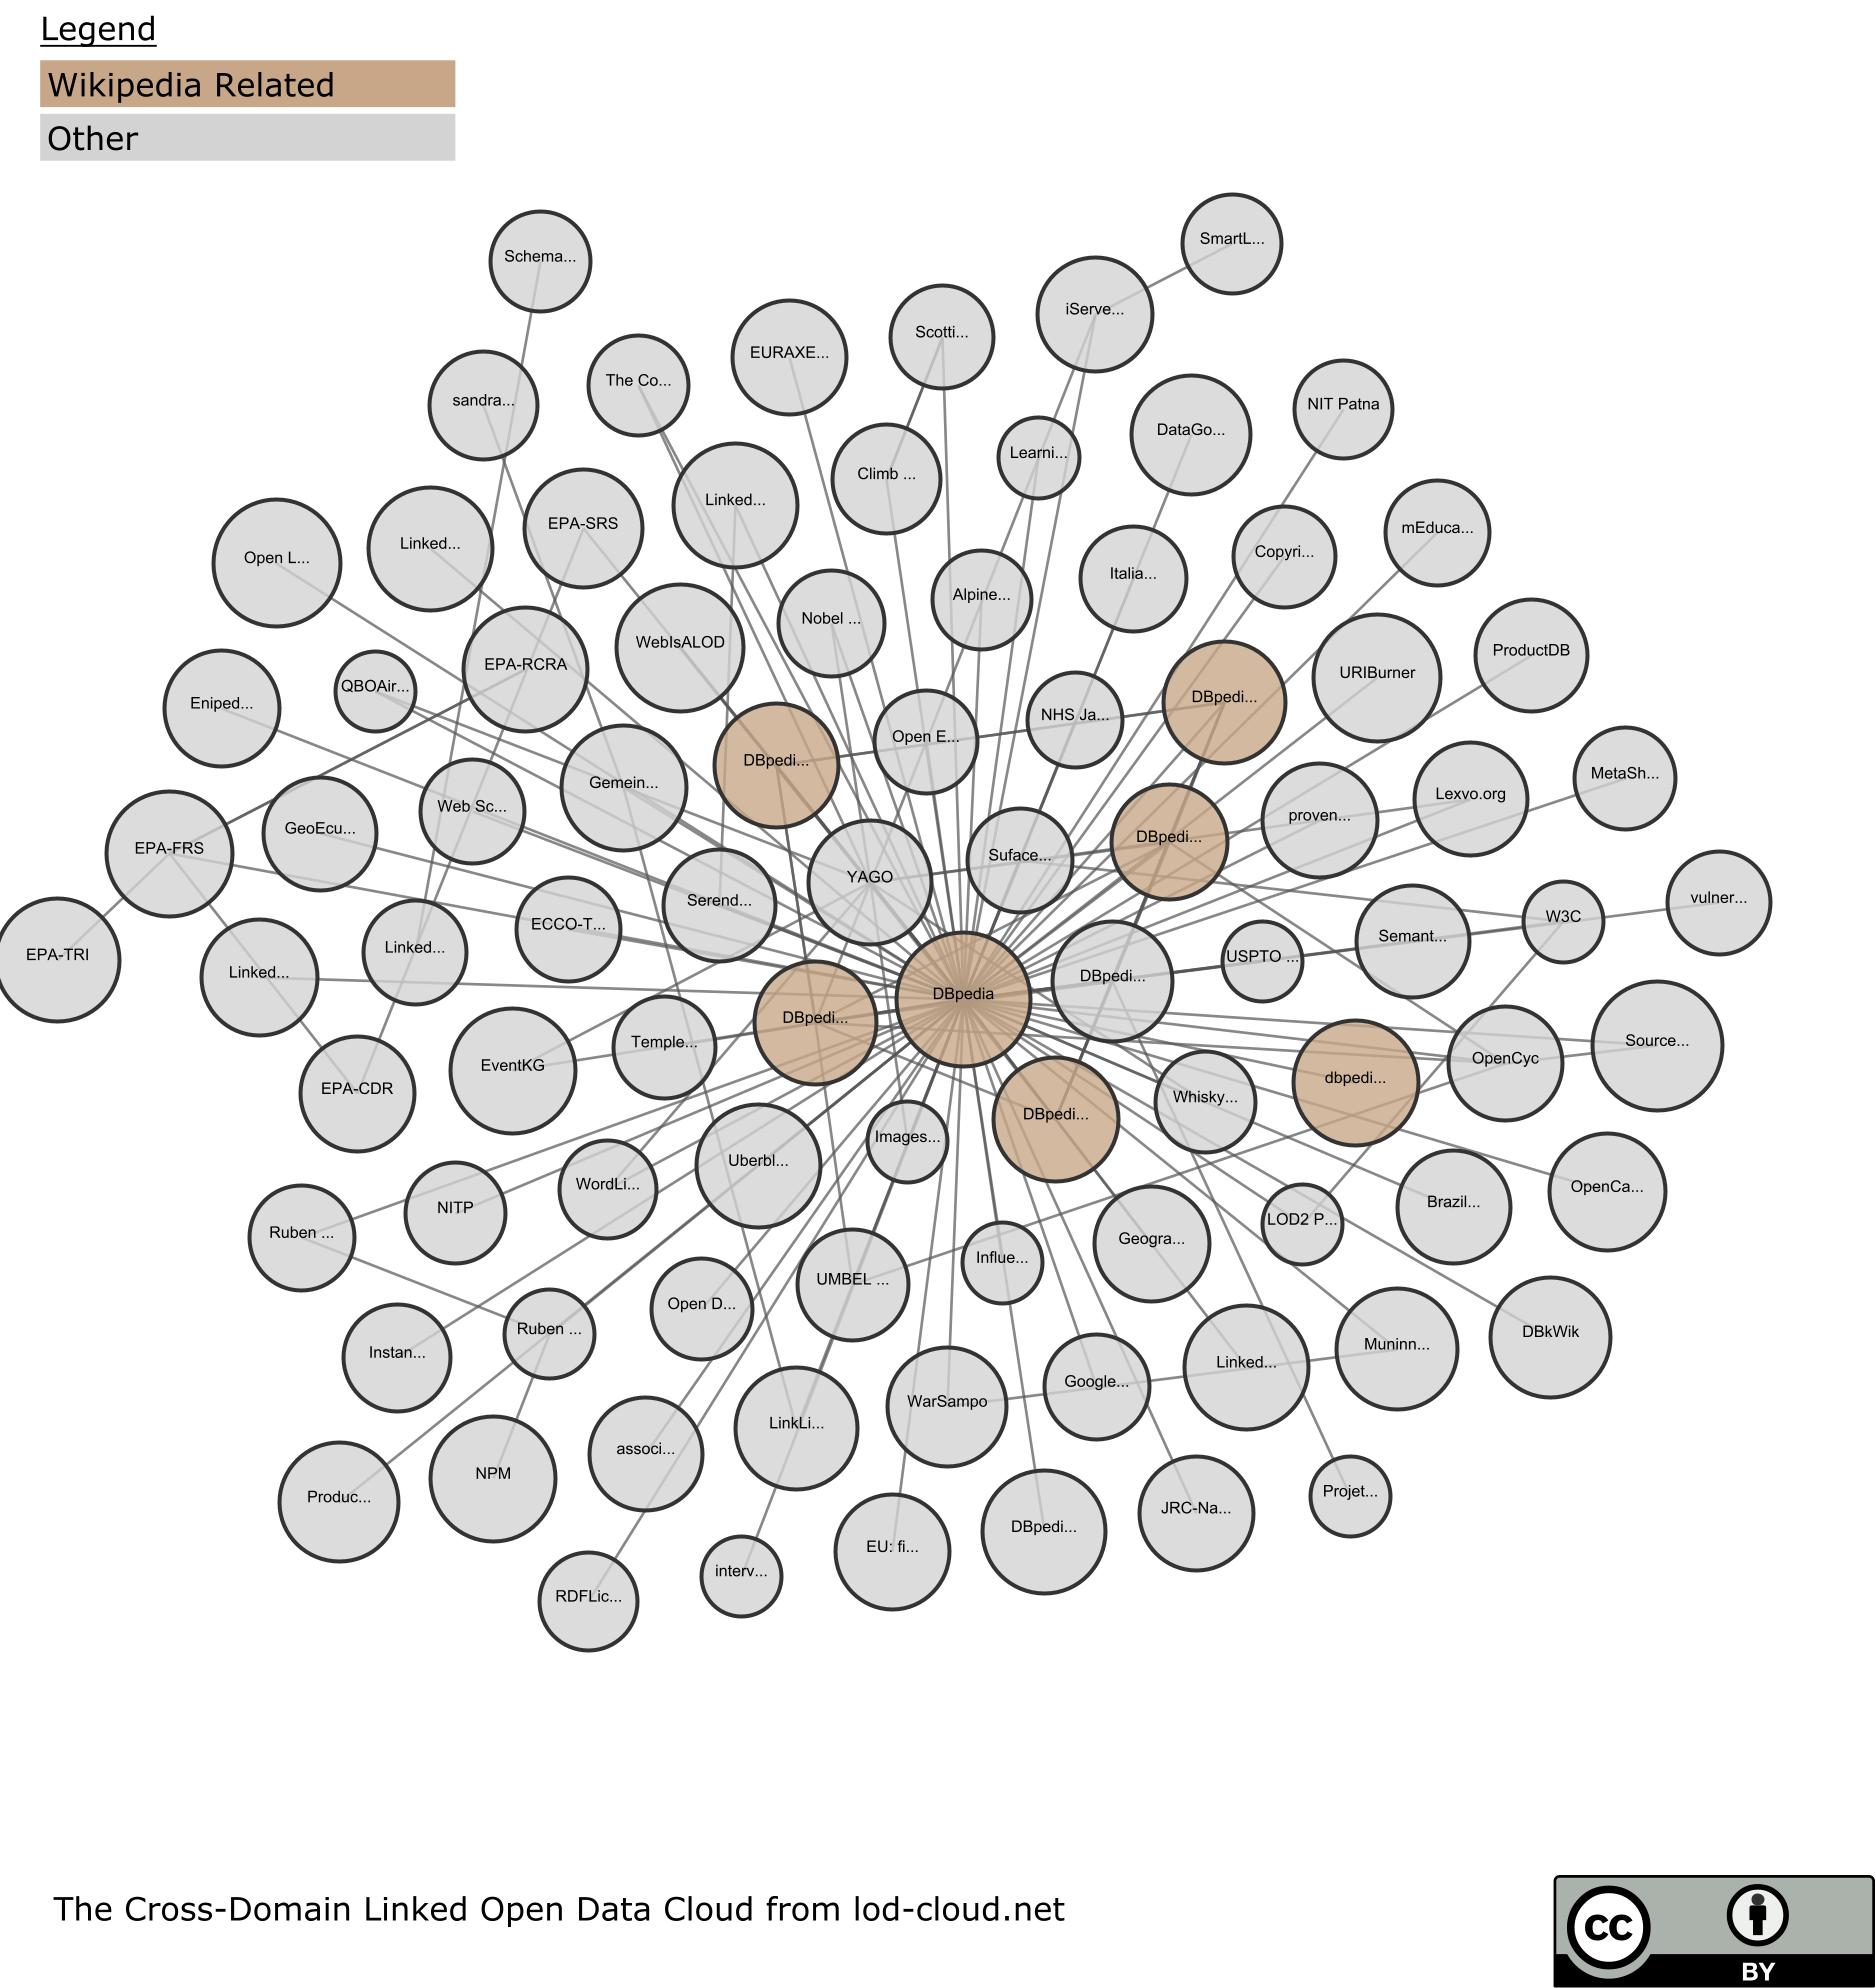 Legend
Wikipedia Related
Other
SmartL...
Schema...
iServe...
Scotti...
EURAXE...
The Co...
sandra...
NIT Patna
DataGo...
Learni...
Climb ...
Linked...
EPA-SRS
mEduca...
Copyri...
Linked...
Open L...
Italia...
Alpine...
Nobel ...
WebIsALOD
ProductDB
EPA-RCRA
URIBurner
QBOAir...
DBpedi...
Eniped...
NHS Ja...
Open E...
DBpedi...
Gemein...
MetaSh...
Lexvo.org
Web Sc...
proven...
GeoEcu...
DBpedi...
EPA-FRS
Suface...
YAGO
Serend...
vulner...
W3C
ECCO-T...
Semant...
Linked...
EPA-TRI
USPTO ...
Linked...
DBpedi...
DBpedia
DBpedi...
Temple...
Source...
OpenCyc
EventKG
dbpedi...
EPA-CDR
Whisky...
DBpedi...
Images...
Uberbl...
WordLi...
OpenCa...
Brazil...
NITP
LOD2 P...
Ruben ...
Geogra...
Influe...
UMBEL ...
Open D...
Ruben ...
DBkWik
Muninn...
Instan...
Linked...
Google...
WarSampo
LinkLi...
associ...
NPM
Produc...
Projet...
JRC-Na...
DBpedi...
EU: fi...
interv...
RDFLic...
The Cross-Domain Linked Open Data Cloud from lod-cloud.net
cc
BY